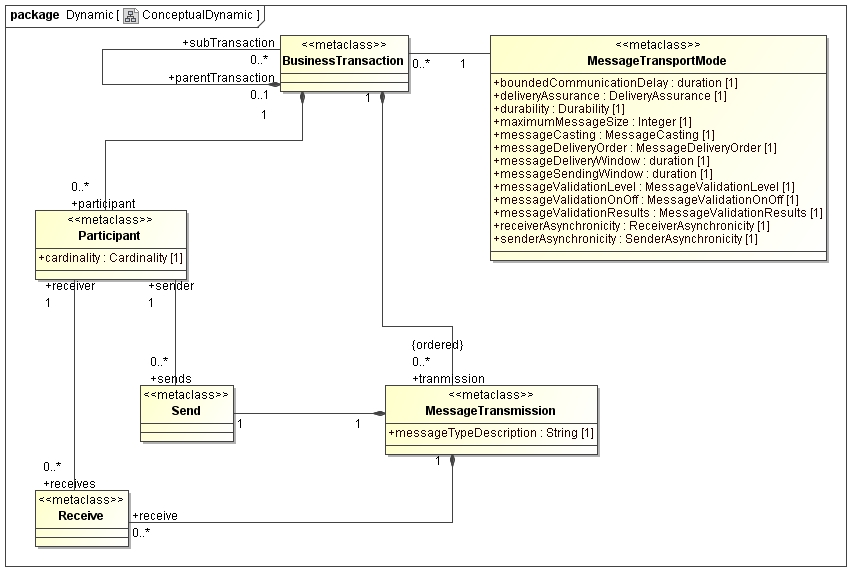 package Dynamic [ ConceptualDynamic ]
+subTransaction
0..*
+parentTransaction
0..1
<<metaclass>>
BusinessTransaction
1
1
0..*
1
<<metaclass>>
MessageTransportMode
+boundedCommunicationDelay : duration [1]
+deliveryAssurance : DeliveryAssurance [1]
+durability : Durability [1]
+maximumMessageSize : Integer [1]
+messageCasting : MessageCasting [1]
+messageDeliveryOrder : MessageDeliveryOrder [1]
+messageDeliveryWindow : duration [1]
+messageSendingWindow : duration [1]
+messageValidationLevel : MessageValidationLevel [1]
+messageValidationOnOff : MessageValidationOnOff [1]
+messageValidationResults : MessageValidationResults [1]
+receiverAsynchronicity : ReceiverAsynchronicity [1]
+senderAsynchronicity : SenderAsynchronicity [1]
0..*
+participant
<<metaclass>>
Participant
+cardinality : Cardinality [1]
+receiver
1
+sender
1
{ordered}
0..*
+tranmission
0..*
+sends
<<metaclass>>
Send
1
1
<<metaclass>>
MessageTransmission
+messageTypeDescription : String [1]
1
0..*
+receives
<<metaclass>>
Receive
+receive
0..*